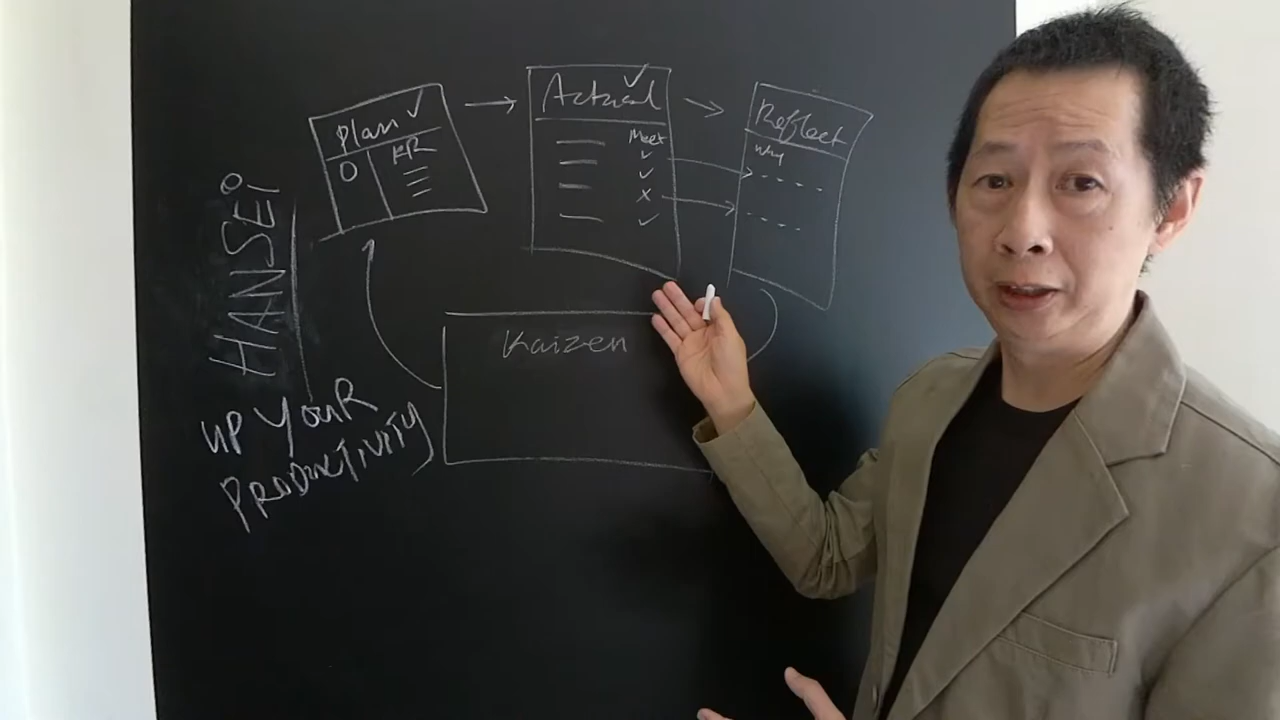 HANSEi
UP YouR
PRODUCTIVITY
Plan ✓
O KR
Actual ✓
Meet
✓
✓
x
✓
Reflect
Why
Kaizen